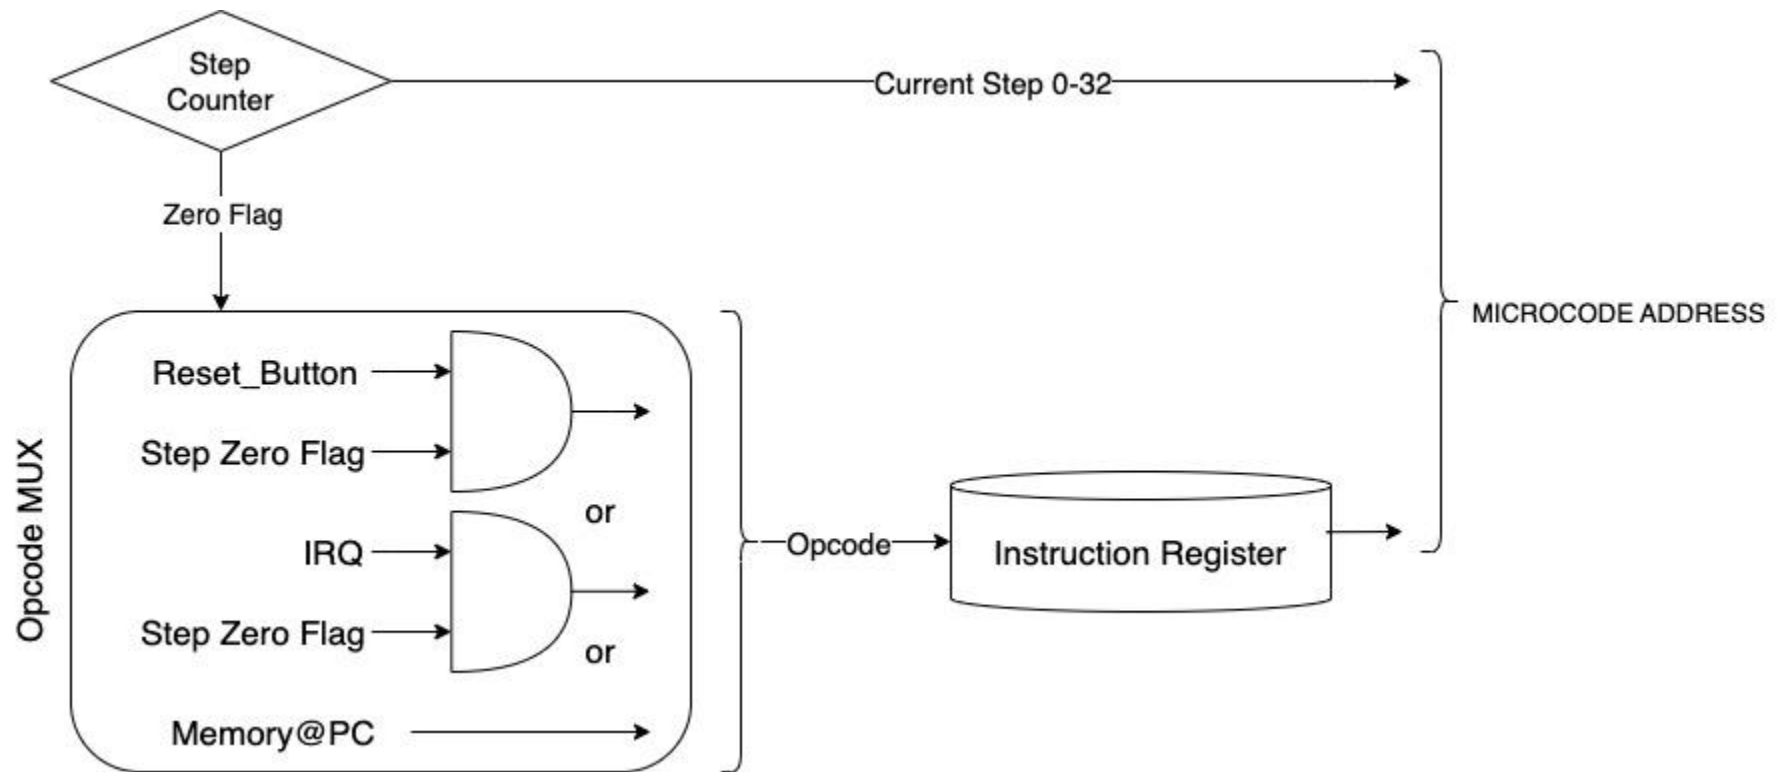 Step
Counter
Current Step 0-32
Zero Flag
MICROCODE ADDRESS
Opcode MUX
Reset_Button
Step Zero Flag
or
IRQ
Opcode
Instruction Register
Step Zero Flag
or
Memory@PC